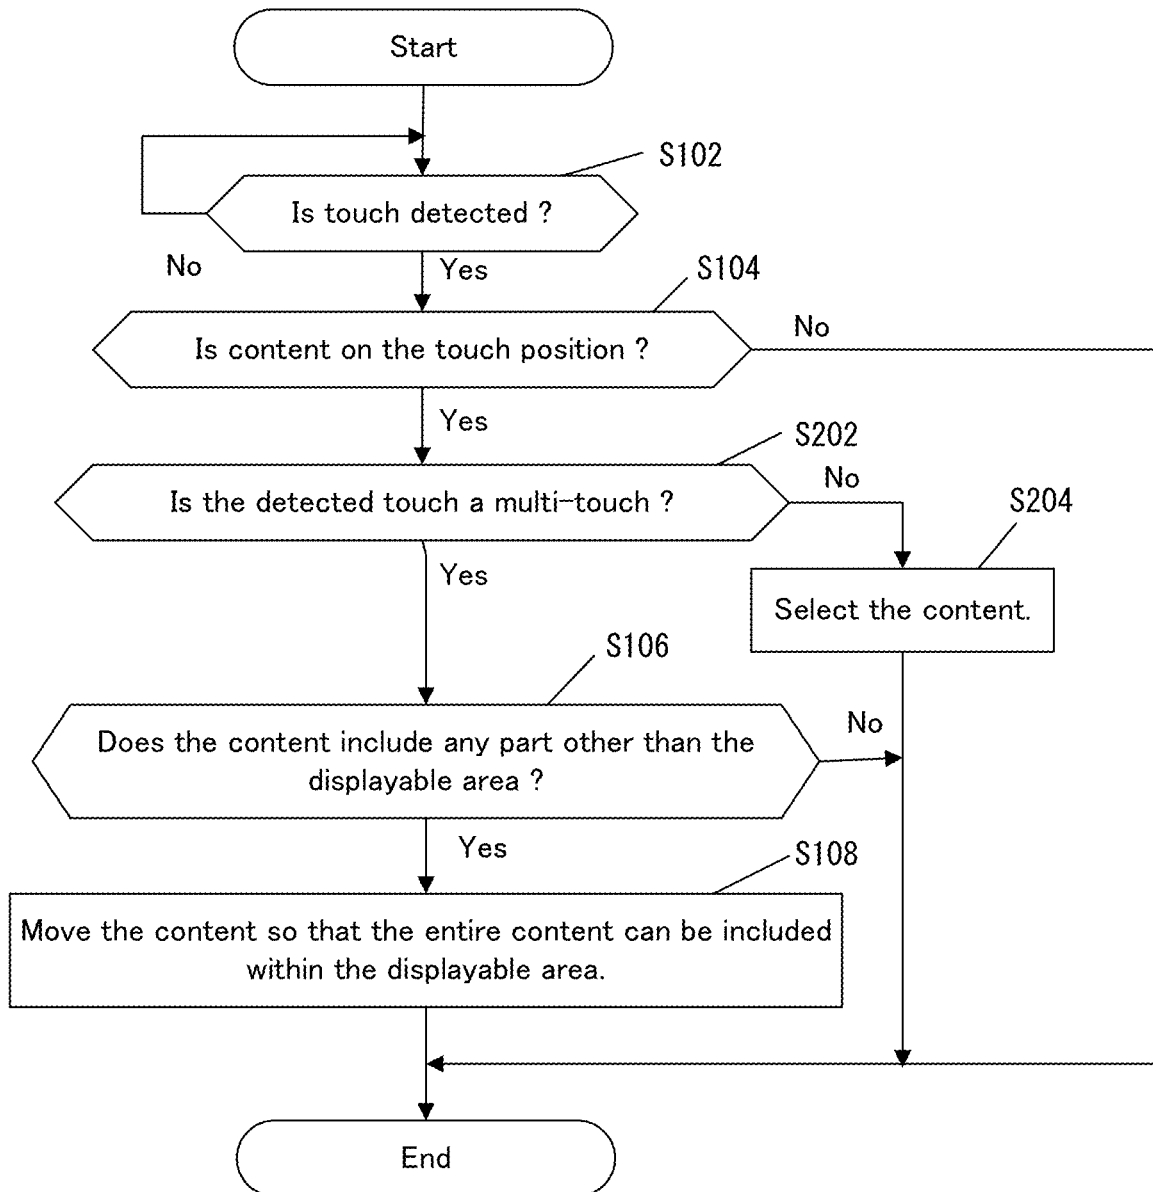 Start
S102
Is touch detected ?
No
Yes
S104
Is content on the touch position ?
No
Yes
S202
Is the detected touch a multi-touch ?
No
S204
Yes
Select the content.
S106
Does the content include any part other than the
displayable area ?
No
Yes
S108
Move the content so that the entire content can be included
within the displayable area.
End